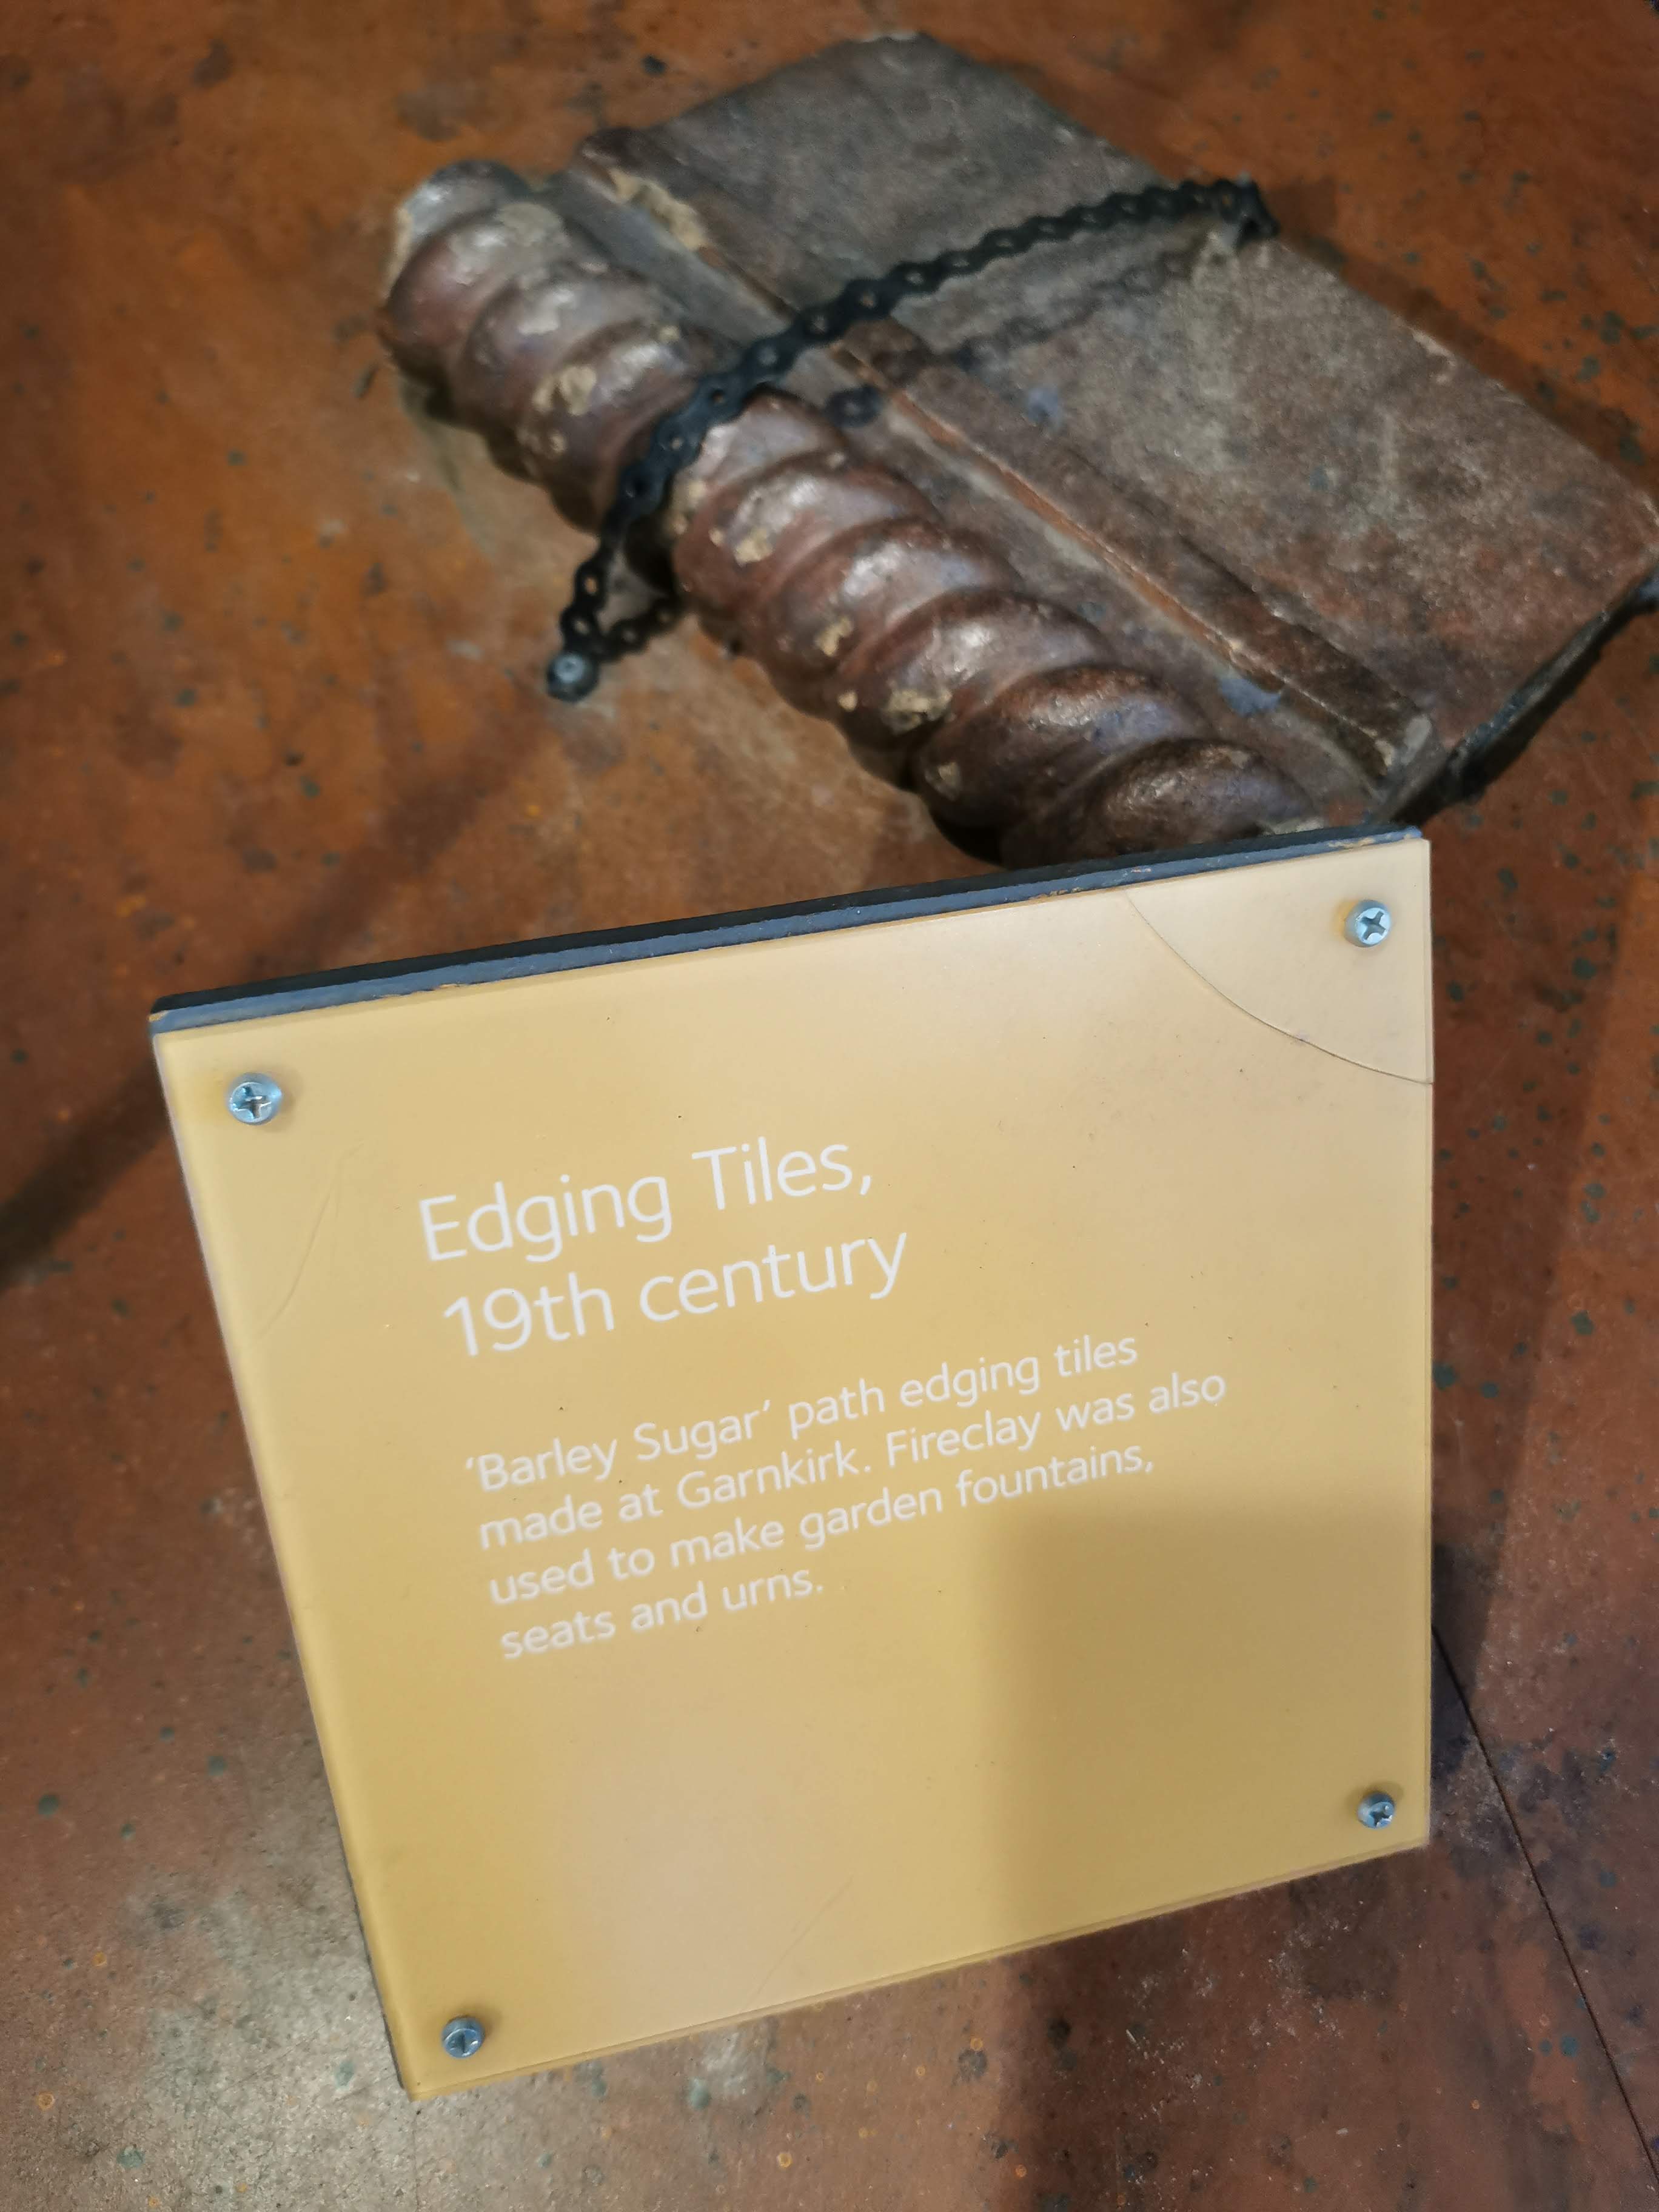 Edging Tiles,
19th century
‘Barley Sugar’ path edging tiles
made at Garnkirk. Fireclay was also
used to make garden fountains,
seats and urns.